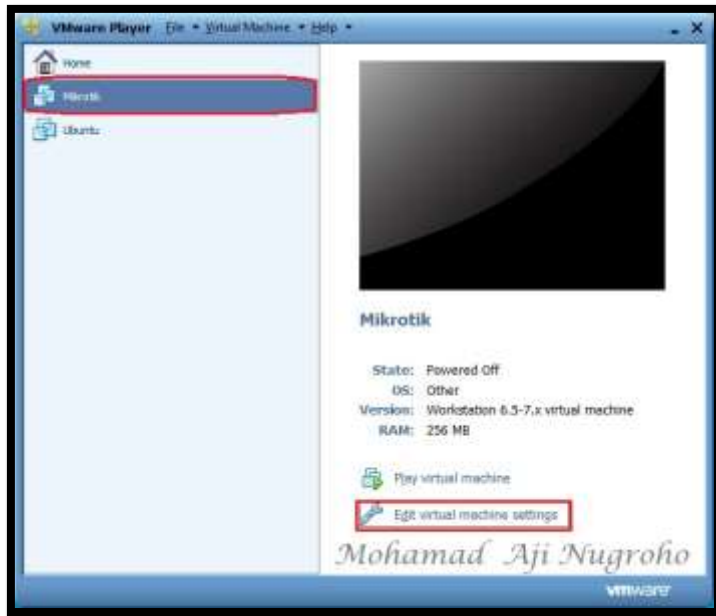 VMware Player File Virtual Machine Help
Home
Mikrotik
Ubuntu
Mikrotik
State: Powered Off
OS: Other
Version: Workstation 6.5-7.x virtual machine
RAM: 256 MB
Play virtual machine
Edit virtual machine settings
Mohamad Aji Nugroho
vmware